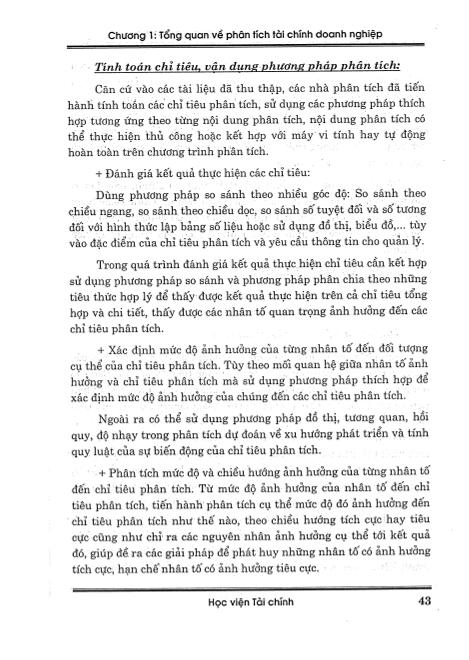 Chương 1: Tổng quan về phân tích tài chính doanh nghiệp
Tính toán chỉ tiêu, vận dụng phương pháp phân tích:
Căn cứ vào các tài liệu đã thu thập, các nhà phân tích đã tiến
hành tính toán các chỉ tiêu phân tích, sử dụng các phương pháp thích
hợp tương ứng theo từng nội dung phân tích, nội dung phân tích có
thể thực hiện thủ công hoặc kết hợp với máy vi tính hay tự động
hoàn toàn trên chương trình phân tích.
+ Đánh giá kết quả thực hiện các chỉ tiêu:
Dùng phương pháp so sánh theo nhiều góc độ: So sánh theo
chiều ngang, so sánh theo chiều dọc, so sánh số tuyệt đối và số tương
đối với hình thức lập bảng số liệu hoặc sử dụng đồ thị, biểu đồ,... tùy
vào đặc điểm của chỉ tiêu phân tích và yêu cầu thông tin cho quản lý.
Trong quá trình đánh giá kết quả thực hiện chỉ tiêu cần kết hợp
sử dụng phương pháp so sánh và phương pháp phân chia theo những
tiêu thức hợp lý để thấy được kết quả thực hiện trên cả chỉ tiêu tổng
hợp và chi tiết, thấy được các nhân tố quan trọng ảnh hưởng đến các
chỉ tiêu phân tích.
+ Xác định mức độ ảnh hưởng của từng nhân tố đến đối tượng
cụ thể của chỉ tiêu phân tích. Tùy theo mối quan hệ giữa nhân tố ảnh
hưởng và chỉ tiêu phân tích mà sử dụng phương pháp thích hợp để
xác định mức độ ảnh hưởng của chúng đến các chỉ tiêu phân tích.
Ngoài ra có thể sử dụng phương pháp đồ thị, tương quan, hồi
quy, độ nhạy trong phân tích dự đoán về xu hướng phát triển và tính
quy luật của sự biến động của chỉ tiêu phân tích.
+ Phân tích mức độ và chiều hướng ảnh hưởng của từng nhân tố
đến chỉ tiêu phân tích. Từ mức độ ảnh hưởng của nhân tố đến chỉ
tiêu phân tích, tiến hành phân tích cụ thể mức độ đó ảnh hưởng đến
chỉ tiêu phân tích như thế nào, theo chiều hướng tích cực hay tiêu
cực cũng như chỉ ra các nguyên nhân ảnh hưởng cụ thể tới kết quả
đó, giúp đề ra các giải pháp để phát huy những nhân tố có ảnh hưởng
tích cực, hạn chế nhân tố có ảnh hưởng tiêu cực.
Học viện Tài chính 43